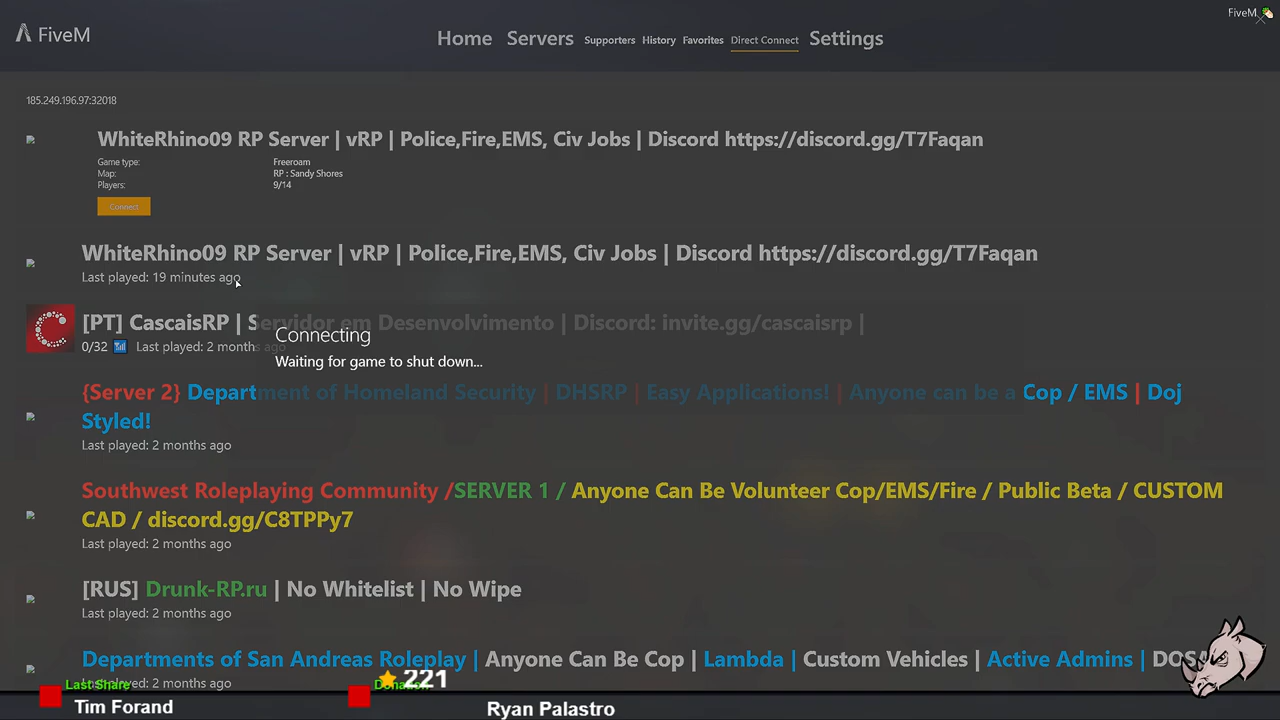 FiveM
Home Servers Supporters History Favorites Direct Connect Settings
FiveM
185.249.196.97:32018
WhiteRhino09 RP Server | vRP | Police,Fire,EMS, Civ Jobs | Discord https://discord.gg/T7Faqan
Game type: Freeroam
Map: RP : Sandy Shores
Players: 9/14
Connect
WhiteRhino09 RP Server | vRP | Police,Fire,EMS, Civ Jobs | Discord https://discord.gg/T7Faqan
Last played: 19 minutes ago
[PT] CascaisRP | Servidor em Desenvolvimento | Discord: invite.gg/cascaisrp |
0/32 Last played: 2 months ago
Connecting
Waiting for game to shut down...
{Server 2} Department of Homeland Security | DHSRP | Easy Applications! | Anyone can be a Cop / EMS | Doj
Styled!
Last played: 2 months ago
Southwest Roleplaying Community /SERVER 1 / Anyone Can Be Volunteer Cop/EMS/Fire / Public Beta / CUSTOM
CAD / discord.gg/C8TPPy7
Last played: 2 months ago
[RUS] Drunk-RP.ru | No Whitelist | No Wipe
Last played: 2 months ago
Departments of San Andreas Roleplay | Anyone Can Be Cop | Lambda | Custom Vehicles | Active Admins |
Last played: 2 months ago
Last Share
Tim Forand
Donation
221
Ryan Palastro